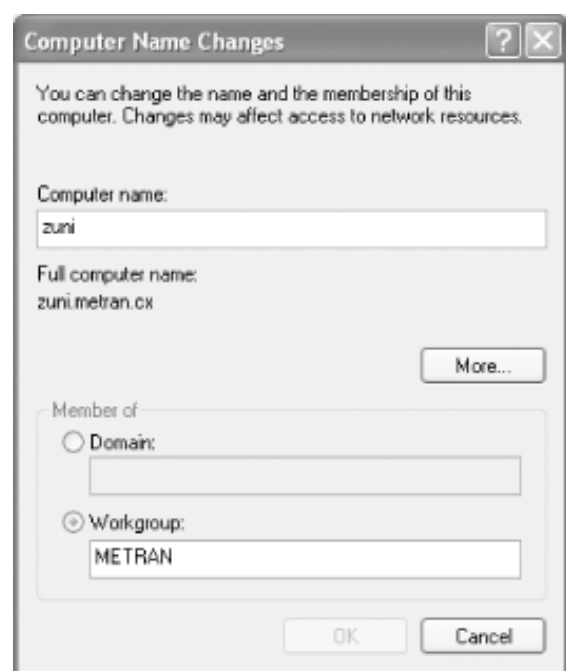 Computer Name Changes
You can change the name and the membership of this
computer. Changes may affect access to network resources.
Computer name:
zuni
Full computer name:
zuni.metran.cx
More...
Member of
Domain:
Workgroup:
METRAN
OK
Cancel